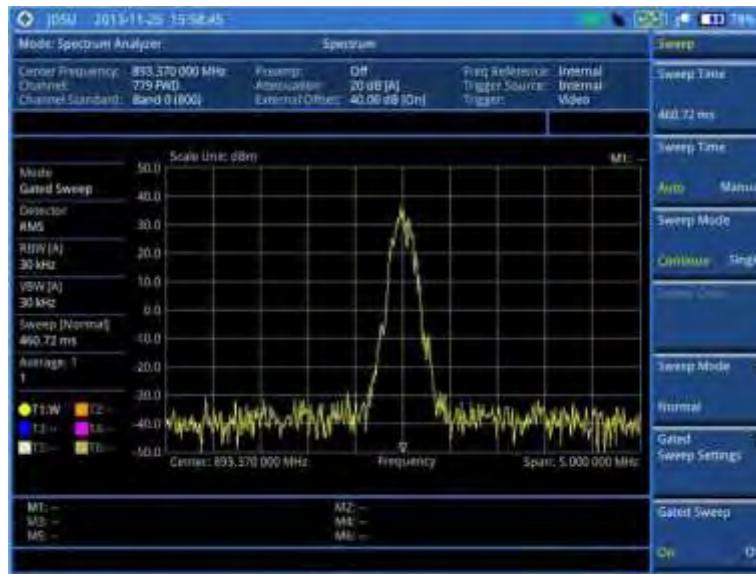 JDSU 2013-11-25 15:58:45
79%
Mode: Spectrum Analyzer
Spectrum
Sweep
Center Frequency: 893.370 000 MHz
Channel: 779 FWD
Channel Standard: Band 0 (800)
Preamp: Off
Attenuation: 20 dB [A]
External Offset: 40.00 dB [On]
Freq Reference: Internal
Trigger Source: Internal
Trigger: Video
Sweep Time
460.72 ms
Sweep Time
Auto
Sweep Mode
Continue
Sweep Mode
Normal
Gated
Sweep Settings
Gated Sweep
On
Mode
Gated Sweep
Detector
RMS
RBW [A]
30 kHz
VBW [A]
30 kHz
Sweep [Normal]
460.72 ms
Average: 1
1
T1:W
T2:--
T3:--
T4:--
T5:--
T6:--
Scale Unit: dBm
M1: --
50.0
40.0
30.0
20.0
10.0
0.0
-10.0
-20.0
-30.0
-40.0
-50.0
Center: 893.370 000 MHz
Frequency
Span: 5.000 000 MHz
M1: --
M2: --
M3: --
M4: --
M5: --
M6: --